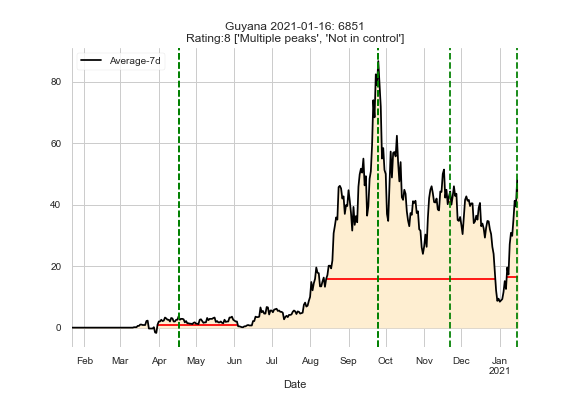 Guyana 2021-01-16: 6851
Rating:8 ['Multiple peaks', 'Not in control']
Average-7d
80
60
40
20
0
Feb Mar Apr May Jun Jul Aug Sep Oct Nov Dec Jan
2021
Date